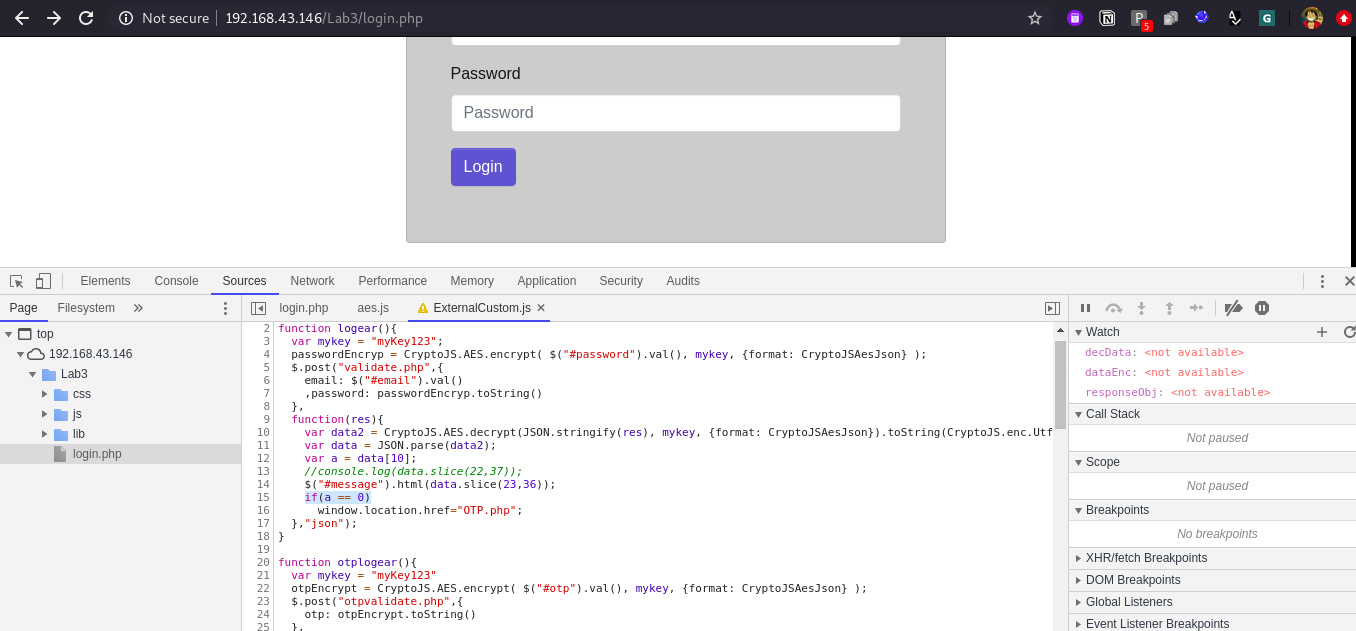 Not secure | 192.168.43.146/Lab3/login.php
5
G
Password
Password
Login
Elements Console Sources Network Performance Memory Application Security Audits
Page Filesystem »
login.php aes.js ExternalCustom.js ×
top
192.168.43.146
Lab3
css
js
lib
login.php
2 function logear(){
3 var mykey = "myKey123";
4 passwordEncryp = CryptoJS.AES.encrypt( $("#password").val(), mykey, {format: CryptoJSAesJson} );
5 $.post("validate.php",{
6 email: $("#email").val()
7 ,password: passwordEncryp.toString()
8 },
9 function(res){
10 var data2 = CryptoJS.AES.decrypt(JSON.stringify(res), mykey, {format: CryptoJSAesJson}).toString(CryptoJS.enc.Utf
11 var data = JSON.parse(data2);
12 var a = data[10];
13 //console.log(data.slice(22,37));
14 $("#message").html(data.slice(23,36));
15 if(a == 0)
16 window.location.href="OTP.php";
17 },"json");
18 }
19
20 function otplogear(){
21 var mykey = "myKey123"
22 otpEncrypt = CryptoJS.AES.encrypt( $("#otp").val(), mykey, {format: CryptoJSAesJson} );
23 $.post("otpvalidate.php",{
24 otp: otpEncrypt.toString()
25 },
Watch
decData: <not available>
dataEnc: <not available>
responseObj: <not available>
Call Stack
Not paused
Scope
Not paused
Breakpoints
No breakpoints
XHR/fetch Breakpoints
DOM Breakpoints
Global Listeners
Event Listener Breakpoints